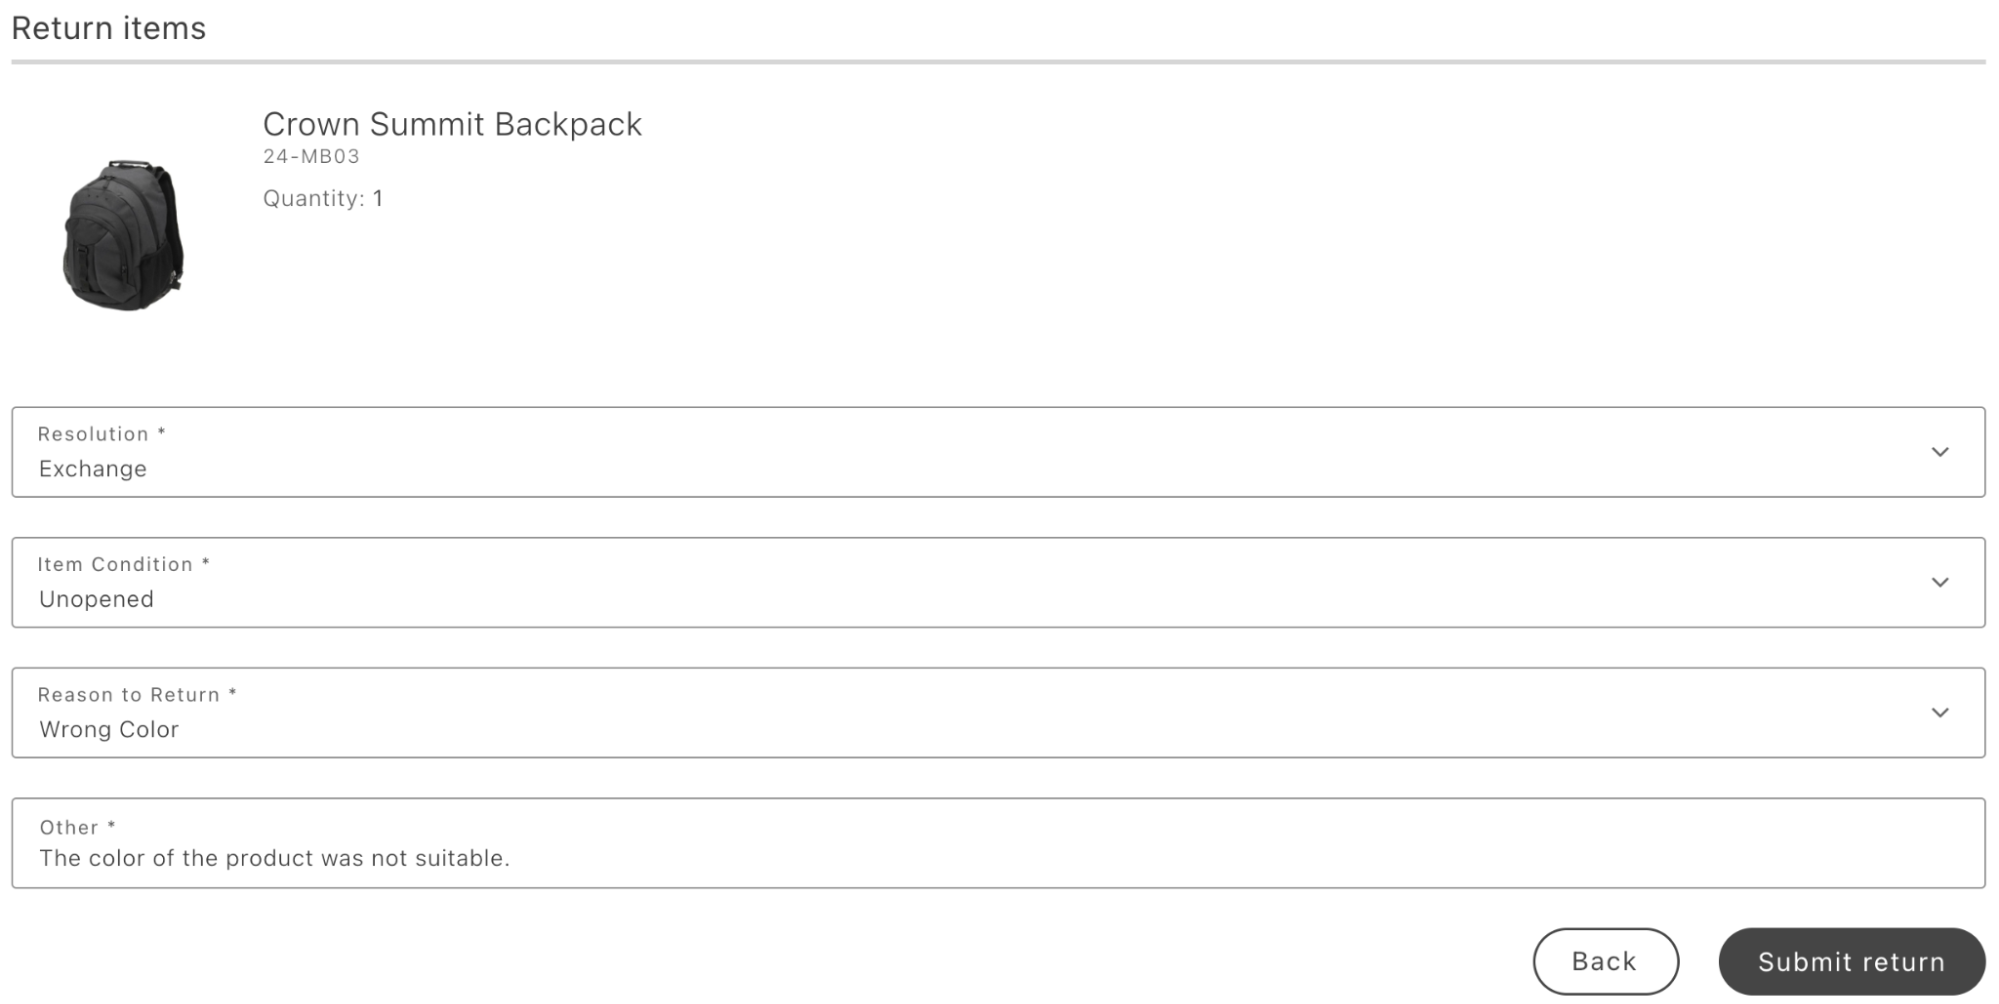 Return items
Crown Summit Backpack
24-MB03
Quantity: 1
Resolution *
Exchange
Item Condition *
Unopened
Reason to Return *
Wrong Color
Other *
The color of the product was not suitable.
Back
Submit return